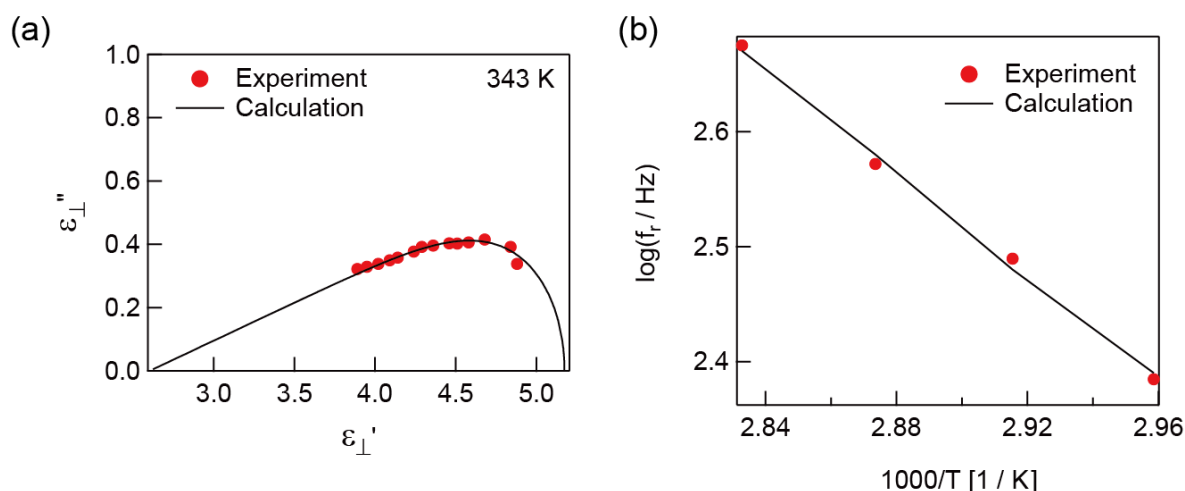 (a)
1.0
0.8
0.6
0.4
0.2
0.0
ε⊥''
Experiment
Calculation
343 K
3.0 3.5 4.0 4.5 5.0
ε⊥'
(b)
2.6
2.5
2.4
log(fr / Hz)
Experiment
Calculation
2.84 2.88 2.92 2.96
1000/T [1 / K]